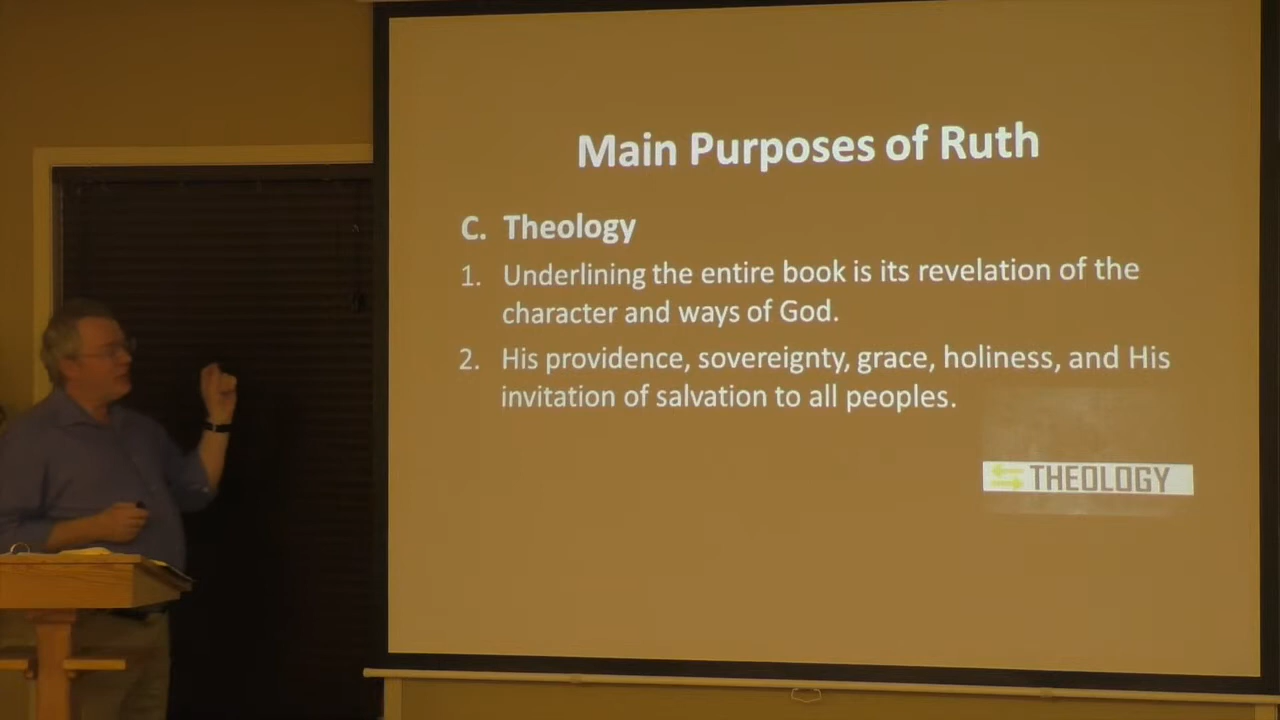 Main Purposes of Ruth
C. Theology
1. Underlining the entire book is its revelation of the
character and ways of God.
2. His providence, sovereignty, grace, holiness, and His
invitation of salvation to all peoples.
THEOLOGY